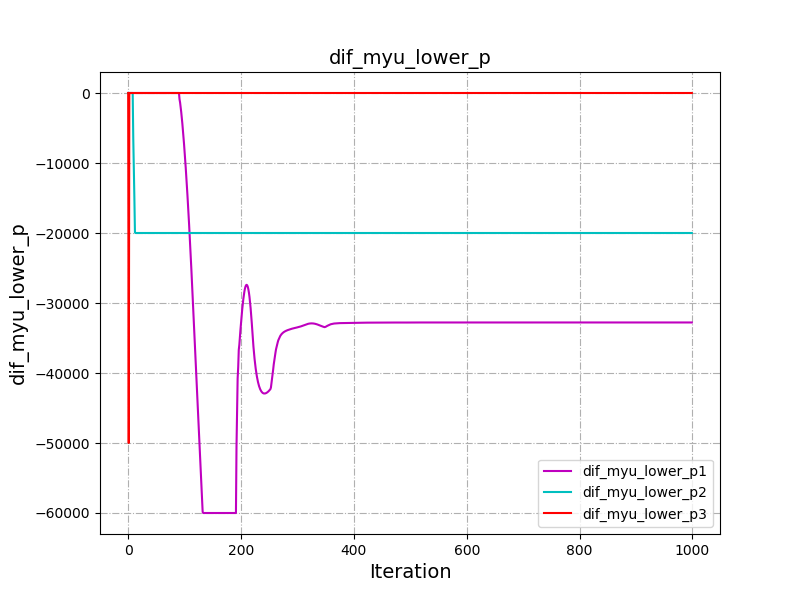 dif_myu_lower_p
dif_myu_lower_p
0
−10000
−20000
−30000
−40000
−50000
−60000
dif_myu_lower_p1
dif_myu_lower_p2
dif_myu_lower_p3
0 200 400 600 800 1000
Iteration